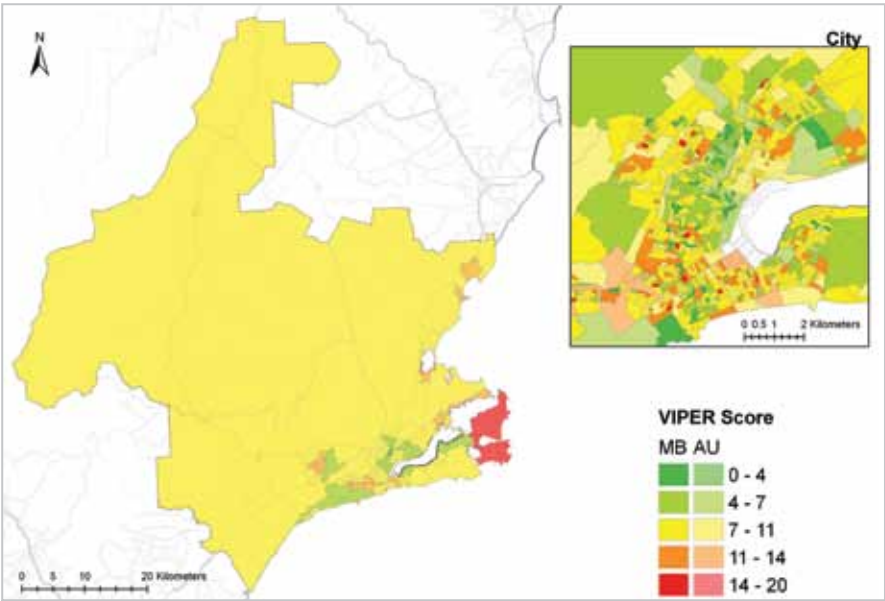 N
City
0 0.5 1 2 Kilometers
VIPER Score
MB AU
0 - 4
4 - 7
7 - 11
11 - 14
14 - 20
0 5 10 20 Kilometers